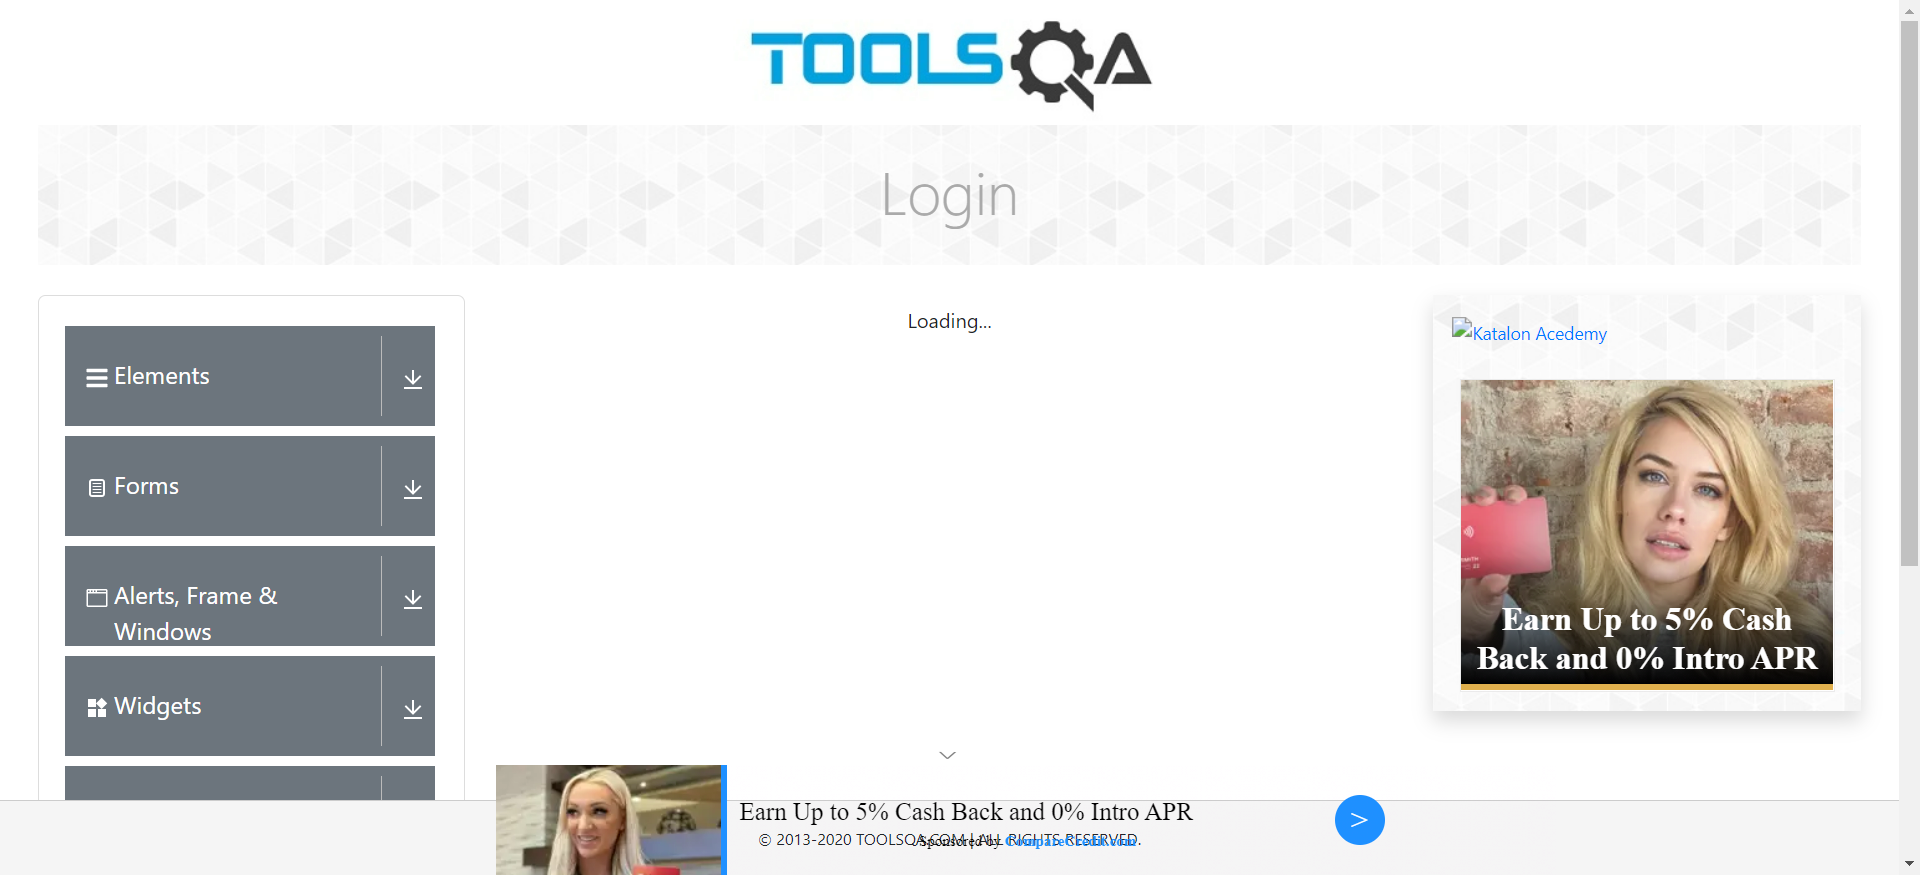 TOOLSQA
Login
Elements
Forms
Alerts, Frame &
Windows
Widgets
Loading...
Katalon Acedemy
SMITH
Earn Up to 5% Cash
Back and 0% Intro APR
Earn Up to 5% Cash Back and 0% Intro APR
>
© 2013-2020 TOOLSQA.COM | ALL RIGHTS RESERVED.
Sponsored by CompareCredit.com